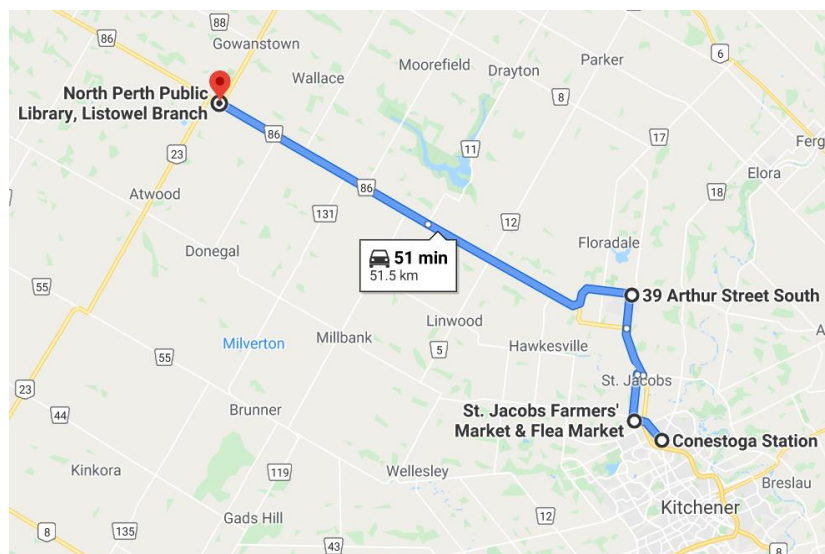 88
Gowanstown
6
Moorefield
Parker
Wallace
Drayton
North Perth Public
Library, Listowel Branch
8
86
17
Ferg
23
11
Elora
86
18
Atwood
131
12
Floradale
Donegal
51 min
51.5 km
55
39 Arthur Street South
Linwood
A
Millbank
Hawkesville
Milverton
5
55
St. Jacobs
23
St. Jacobs Farmers'
Market & Flea Market
44
Brunner
Conestoga Station
Kinkora
119
Wellesley
Breslau
Kitchener
Gads Hill
12
8
135
43
8